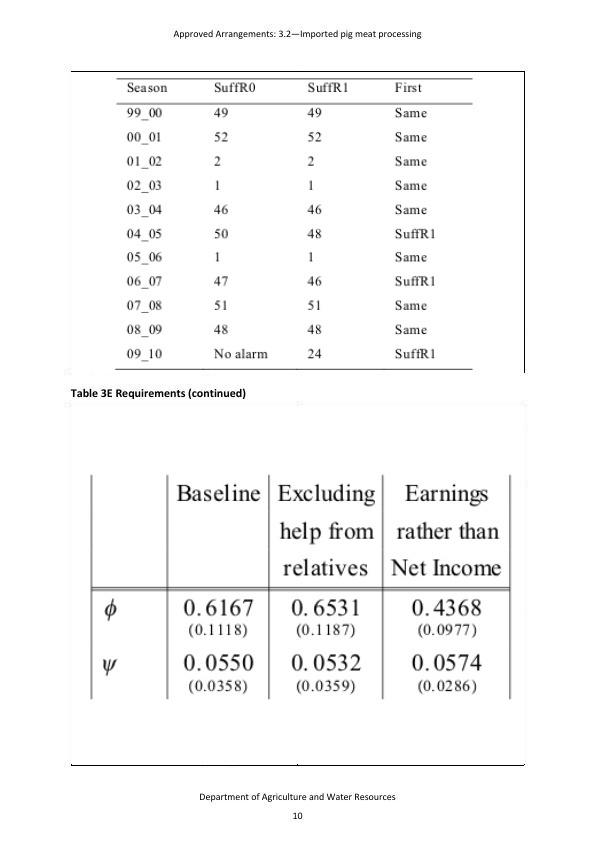 Approved Arrangements: 3.2—Imported pig meat processing
Season SuffR0 SuffR1 First
99_00 49 49 Same
00_01 52 52 Same
01_02 2 2 Same
02_03 1 1 Same
03_04 46 46 Same
04_05 50 48 SuffR1
05_06 1 1 Same
06_07 47 46 SuffR1
07_08 51 51 Same
08_09 48 48 Same
09_10 No alarm 24 SuffR1
Table 3E Requirements (continued)
Baseline Excluding Earnings
help from rather than
relatives Net Income
ϕ 0.6167 0.6531 0.4368
(0.1118) (0.1187) (0.0977)
ψ 0.0550 0.0532 0.0574
(0.0358) (0.0359) (0.0286)
Department of Agriculture and Water Resources
10